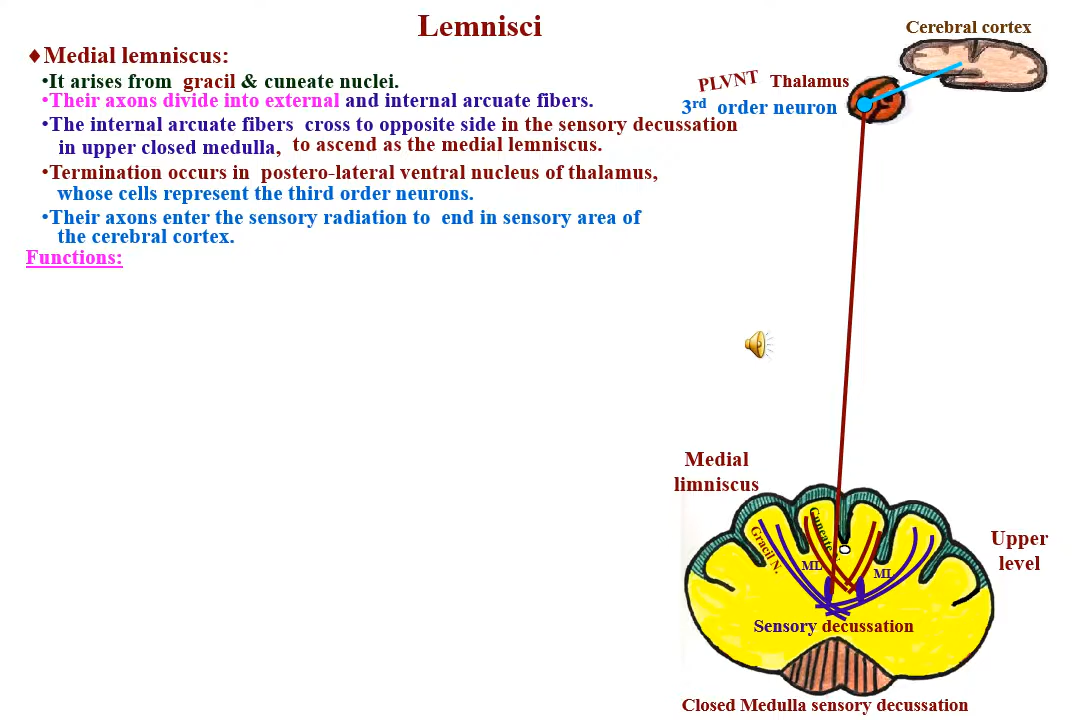 Lemnisci
♦Medial lemniscus:
•It arises from gracil & cuneate nuclei.
•Their axons divide into external and internal arcuate fibers.
•The internal arcuate fibers cross to opposite side in the sensory decussation
in upper closed medulla, to ascend as the medial lemniscus.
•Termination occurs in postero-lateral ventral nucleus of thalamus,
whose cells represent the third order neurons.
•Their axons enter the sensory radiation to end in sensory area of
the cerebral cortex.
Functions:
Cerebral cortex
PLVNT Thalamus
3rd order neuron
Medial
limniscus
Upper
level
Gracil N.
Cuneate
ML
ML
Sensory decussation
Closed Medulla sensory decussation